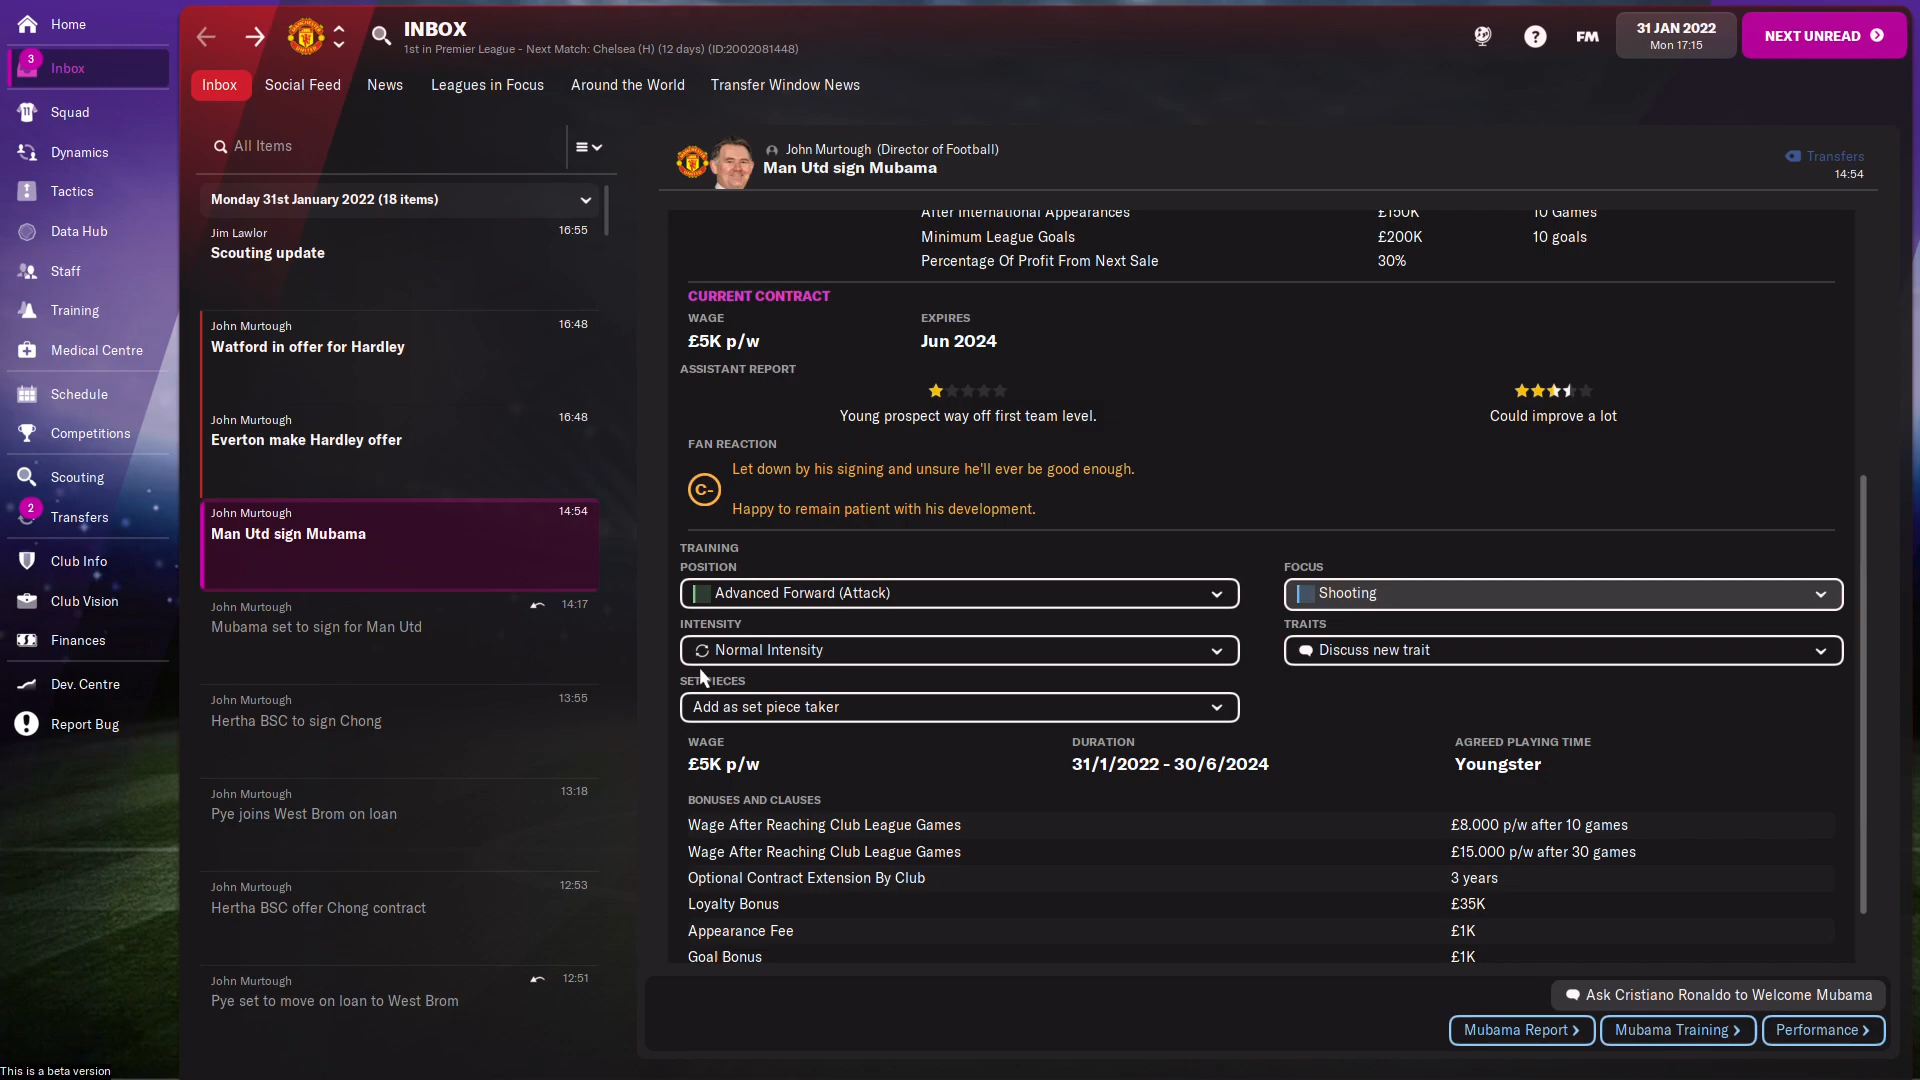 Home
3
Inbox
Squad
Dynamics
Tactics
Data Hub
Staff
Training
Medical Centre
Schedule
Competitions
Scouting
2
Transfers
Club Info
Club Vision
Finances
Dev. Centre
Report Bug
This is a beta version
INBOX
1st in Premier League - Next Match: Chelsea (H) (12 days) (ID:2002081448)
FM
31 JAN 2022
Mon 17:15
NEXT UNREAD
Inbox Social Feed News Leagues in Focus Around the World Transfer Window News
All Items
Monday 31st January 2022 (18 items)
Jim Lawlor 16:55
Scouting update
John Murtough 16:48
Watford in offer for Hardley
John Murtough 16:48
Everton make Hardley offer
John Murtough 14:54
Man Utd sign Mubama
John Murtough 14:17
Mubama set to sign for Man Utd
John Murtough 13:55
Hertha BSC to sign Chong
John Murtough 13:18
Pye joins West Brom on loan
John Murtough 12:53
Hertha BSC offer Chong contract
John Murtough 12:51
Pye set to move on loan to West Brom
John Murtough (Director of Football)
Man Utd sign Mubama
Transfers
14:54
After International Appearances £150K 10 Games
Minimum League Goals £200K 10 goals
Percentage Of Profit From Next Sale 30%
CURRENT CONTRACT
WAGE EXPIRES
£5K p/w Jun 2024
ASSISTANT REPORT
Young prospect way off first team level. Could improve a lot
FAN REACTION
C-
Let down by his signing and unsure he'll ever be good enough.
Happy to remain patient with his development.
TRAINING
POSITION FOCUS
Advanced Forward (Attack) Shooting
INTENSITY TRAITS
Normal Intensity Discuss new trait
SET PIECES
Add as set piece taker
WAGE DURATION AGREED PLAYING TIME
£5K p/w 31/1/2022 - 30/6/2024 Youngster
BONUSES AND CLAUSES
Wage After Reaching Club League Games £8.000 p/w after 10 games
Wage After Reaching Club League Games £15.000 p/w after 30 games
Optional Contract Extension By Club 3 years
Loyalty Bonus £35K
Appearance Fee £1K
Goal Bonus £1K
Ask Cristiano Ronaldo to Welcome Mubama
Mubama Report Mubama Training Performance